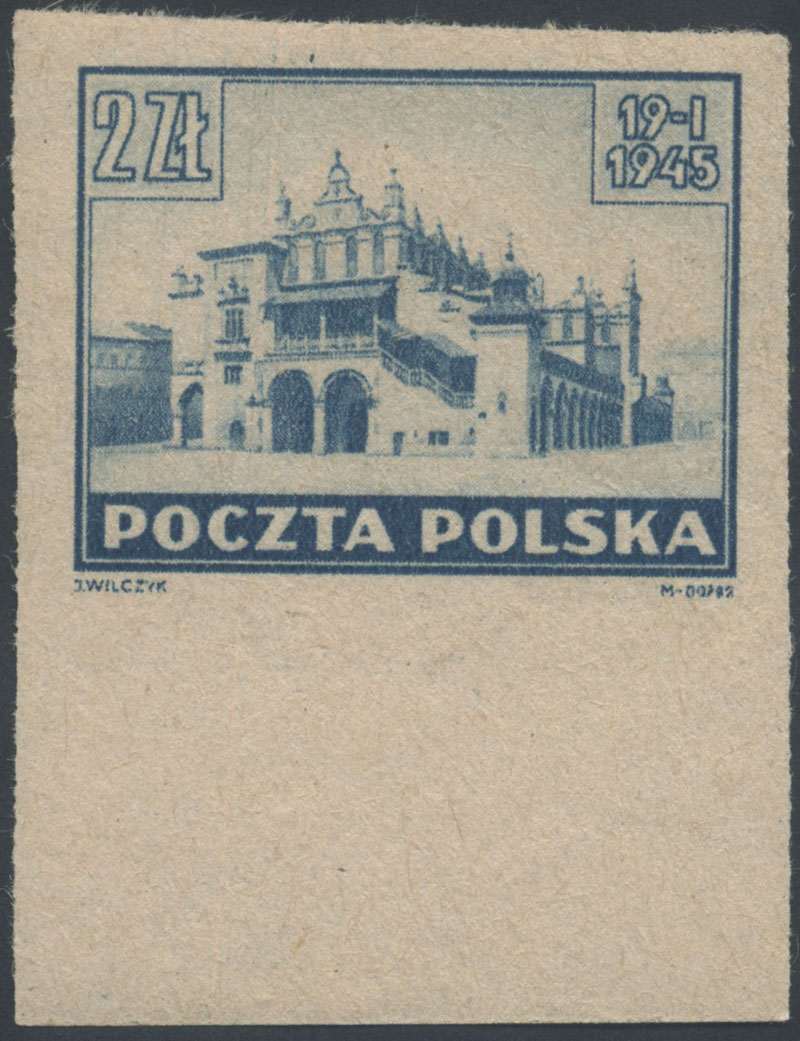 2 ZŁ
19-I
1945
POCZTA POLSKA
J.WILCZYK